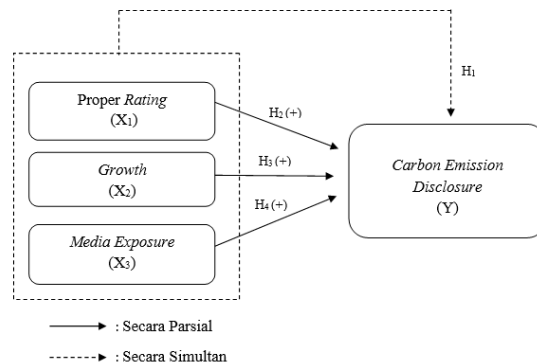 H₁
Proper Rating
(X₁)
H₂ (+)
Growth
(X₂)
H₃ (+)
Media Exposure
(X₃)
H₄ (+)
Carbon Emission
Disclosure
(Y)
: Secara Parsial
: Secara Simultan